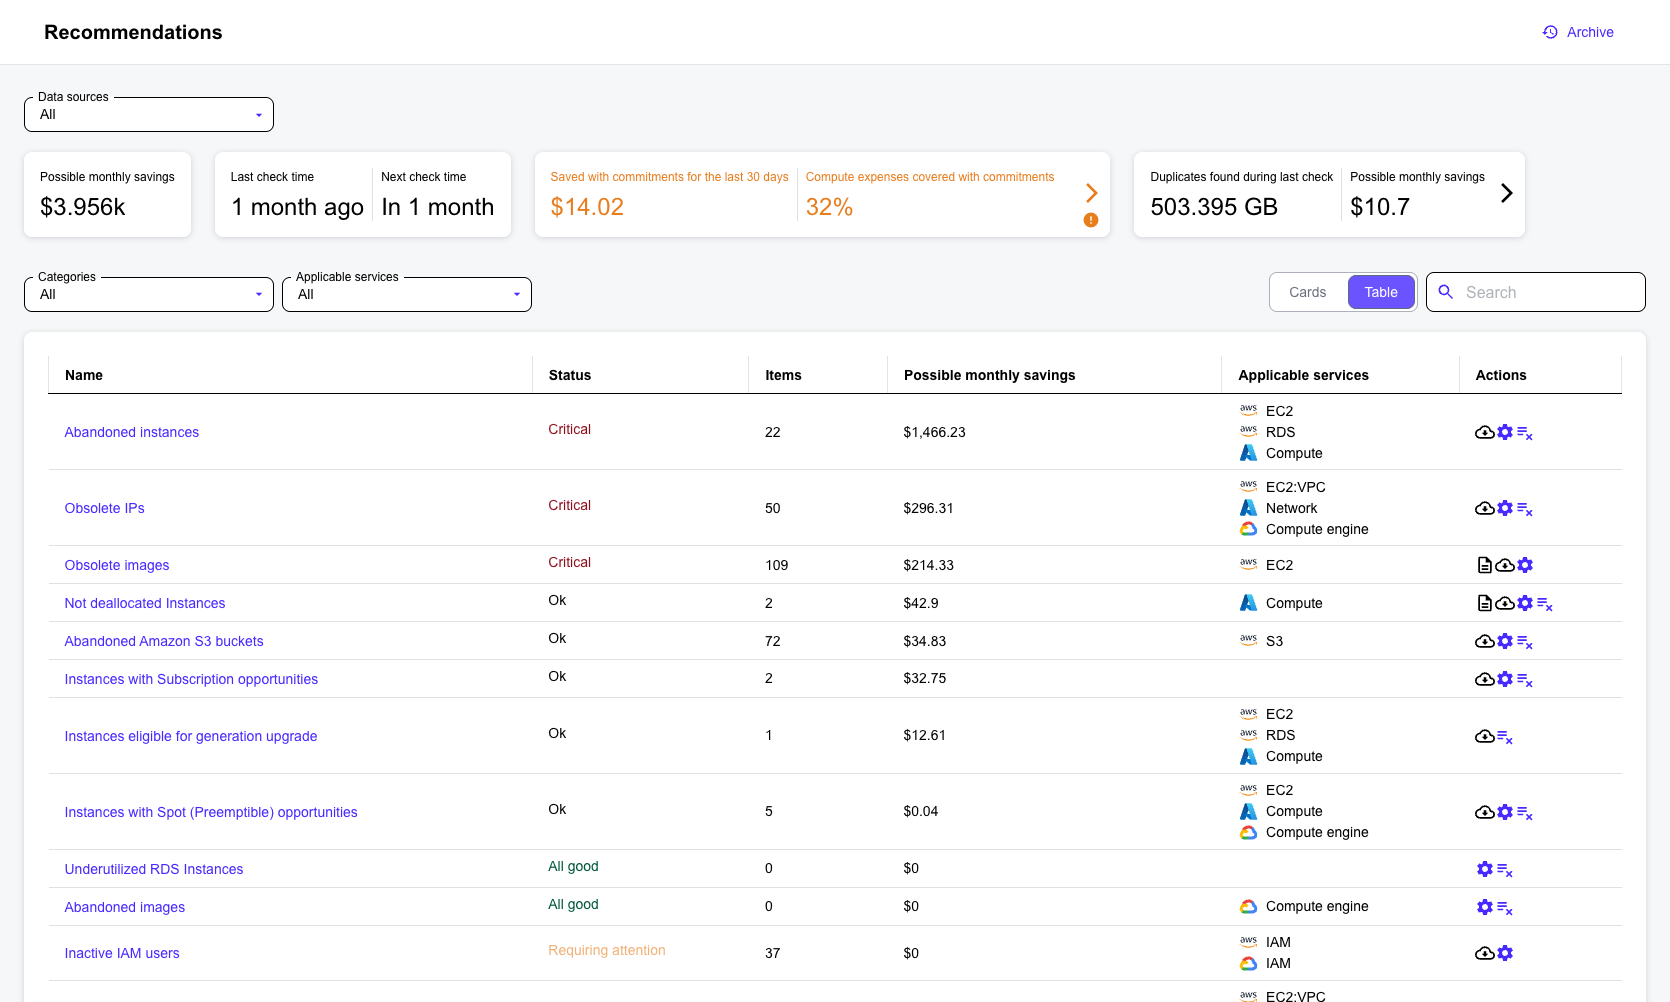 Recommendations
Archive
Data sources
All
Possible monthly savings
$3.956k
Last check time
1 month ago
Next check time
In 1 month
Saved with commitments for the last 30 days
$14.02
Compute expenses covered with commitments
32%
Duplicates found during last check
503.395 GB
Possible monthly savings
$10.7
Categories
All
Applicable services
All
Cards
Table
Search
Name Status Items Possible monthly savings Applicable services Actions
Abandoned instances Critical 22 $1,466.23
aws EC2
aws RDS
Compute
Obsolete IPs Critical 50 $296.31
aws EC2:VPC
Network
Compute engine
Obsolete images Critical 109 $214.33 aws EC2
Not deallocated Instances Ok 2 $42.9 Compute
Abandoned Amazon S3 buckets Ok 72 $34.83 aws S3
Instances with Subscription opportunities Ok 2 $32.75
Instances eligible for generation upgrade Ok 1 $12.61
aws EC2
aws RDS
Compute
Instances with Spot (Preemptible) opportunities Ok 5 $0.04
aws EC2
Compute
Compute engine
Underutilized RDS Instances All good 0 $0
Abandoned images All good 0 $0 Compute engine
Inactive IAM users Requiring attention 37 $0
aws IAM
IAM
aws EC2:VPC